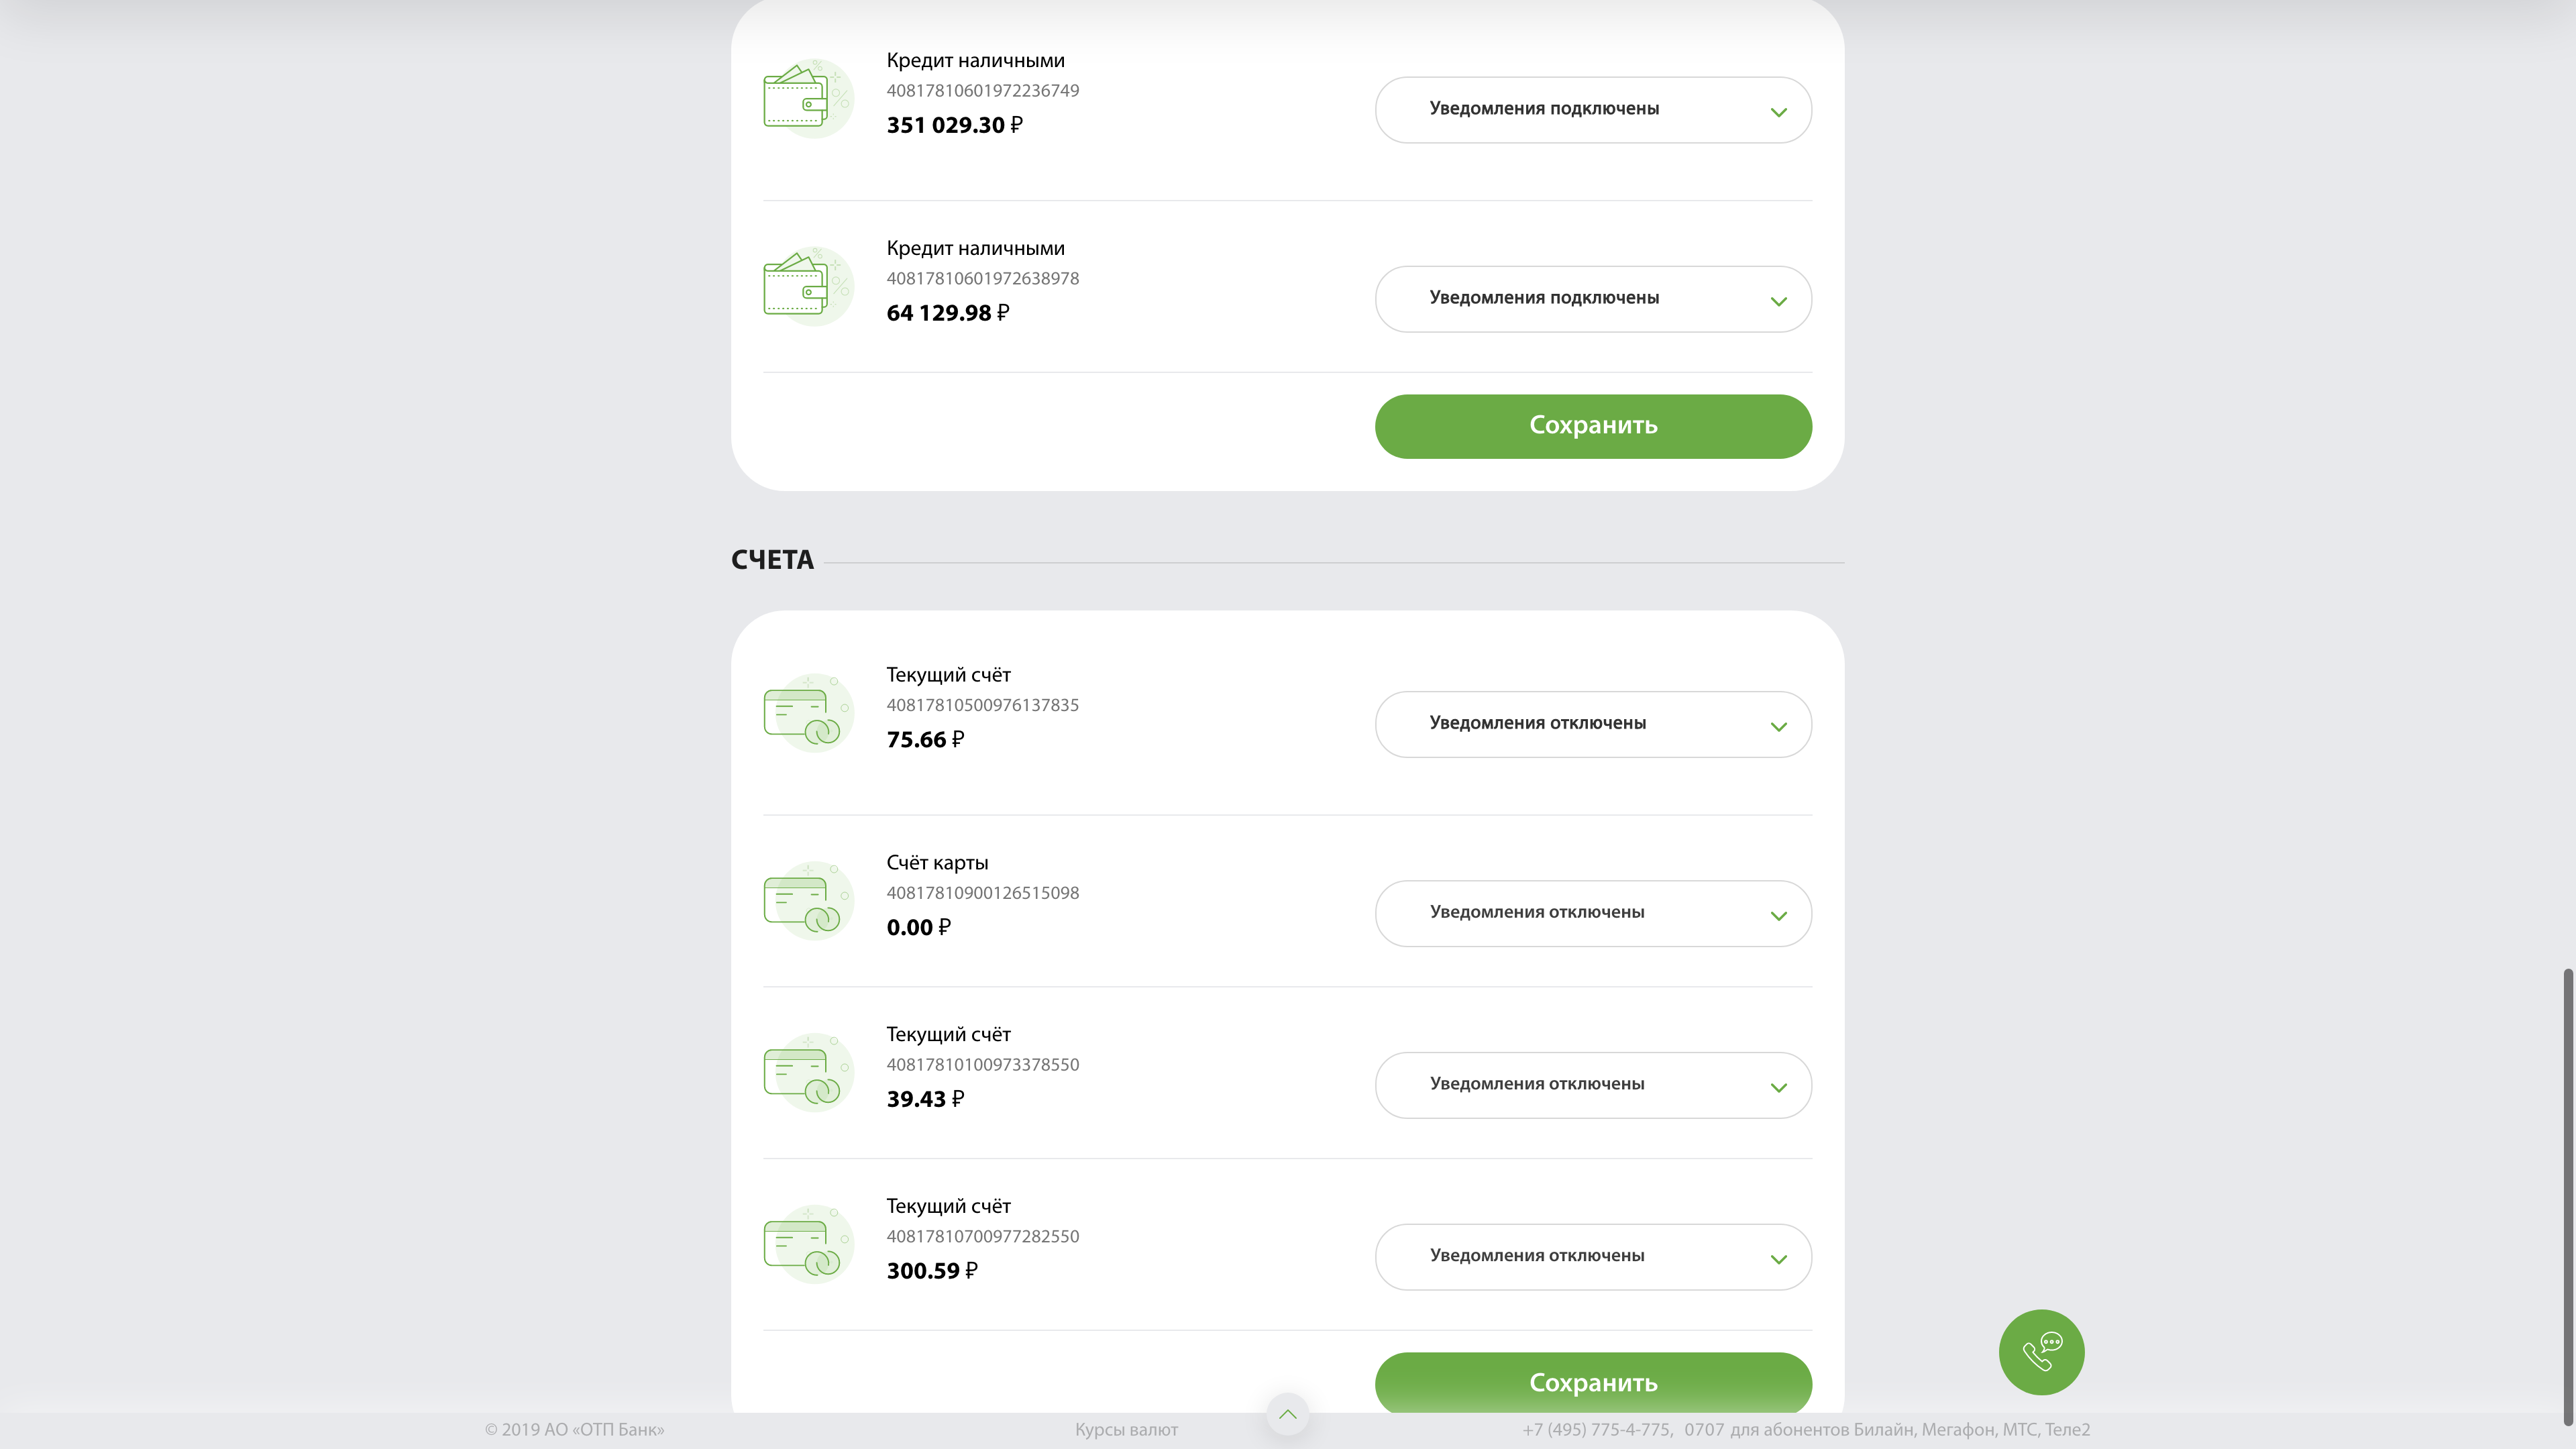 Кредит наличными
40817810601972236749
351 029.30 ₽
Уведомления подключены
Кредит наличными
40817810601972638978
64 129.98 ₽
Уведомления подключены
Сохранить
СЧЕТА
Текущий счёт
40817810500976137835
75.66 ₽
Уведомления отключены
Счёт карты
40817810900126515098
0.00 ₽
Уведомления отключены
Текущий счёт
40817810100973378550
39.43 ₽
Уведомления отключены
Текущий счёт
40817810700977282550
300.59 ₽
Уведомления отключены
Сохранить
© 2019 АО «ОТП Банк»
Курсы валют
+7 (495) 775-4-775, 0707 для абонентов Билайн, Мегафон, МТС, Теле2